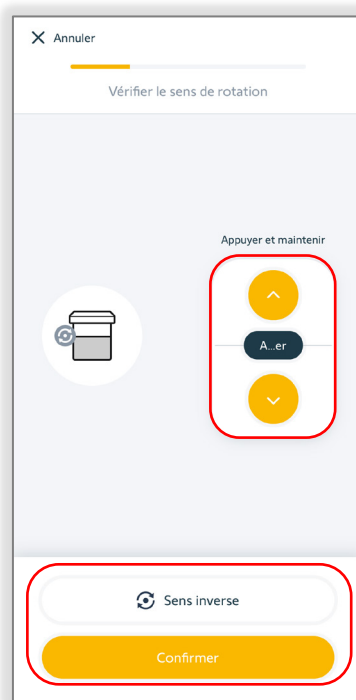 Annuler
Vérifier le sens de rotation
Appuyer et maintenir
A...er
Sens inverse
Confirmer